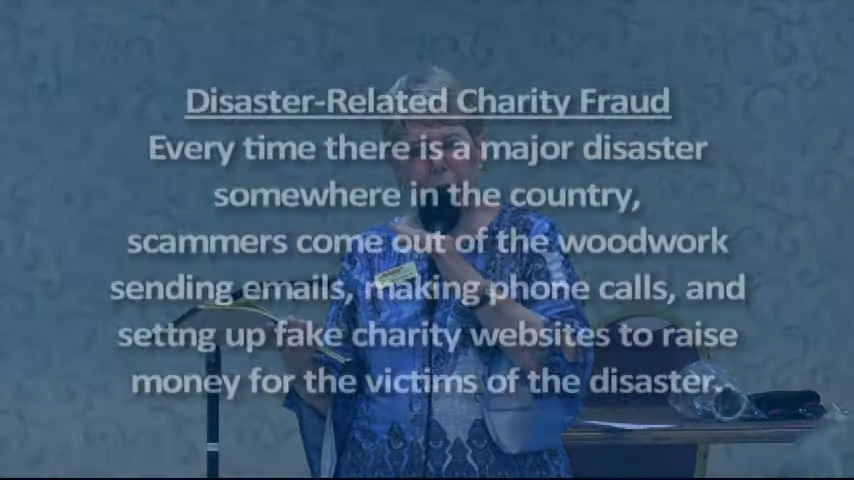 Disaster-Related Charity Fraud
Every time there is a major disaster
somewhere in the country,
scammers come out of the woodwork
sending emails, making phone calls, and
setting up fake charity websites to raise
money for the victims of the disaster.